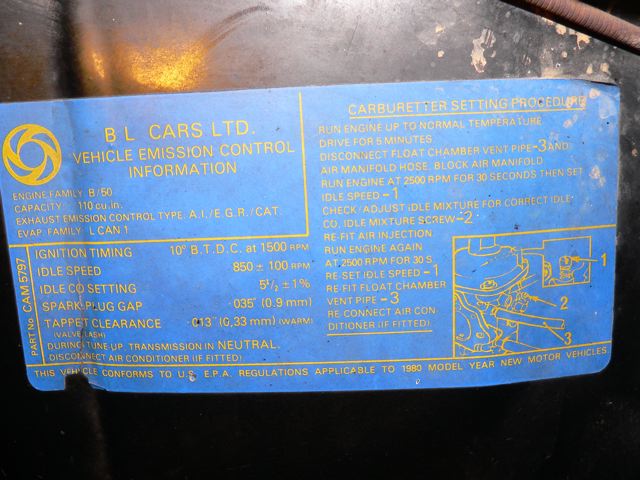 B L CARS LTD.
VEHICLE EMISSION CONTROL
INFORMATION
ENGINE FAMILY B/50
CAPACITY: 110 cu.in.
EXHAUST EMISSION CONTROL TYPE, A.I./E G.R./CAT.
EVAP. FAMILY L CAN 1
PART No CAM 5797
IGNITION TIMING 10° B.T.D.C. at 1500 RPM
IDLE SPEED 850 ± 100 RPM
IDLE CO SETTING 5½ ± 1%
SPARK PLUG GAP ·035" (0.9 mm)
TAPPET CLEARANCE ·013" (0,33 mm) (WARM)
(VALVE LASH)
DURING TUNE-UP, TRANSMISSION IN NEUTRAL.
DISCONNECT AIR CONDITIONER (IF FITTED).
CARBURETTER SETTING PROCEDURE
RUN ENGINE UP TO NORMAL TEMPERATURE
DRIVE FOR 5 MINUTES
DISCONNECT FLOAT CHAMBER VENT PIPE-3 AND
AIR MANIFOLD HOSE, BLOCK AIR MANIFOLD
RUN ENGINE AT 2500 RPM FOR 30 SECONDS THEN SET
IDLE SPEED -1
CHECK/ADJUST IDLE MIXTURE FOR CORRECT IDLE
CO, IDLE MIXTURE SCREW-2
RE-FIT AIR INJECTION
RUN ENGINE AGAIN
AT 2500 RPM FOR 30 S
RE-SET IDLE SPEED -1
RE-FIT FLOAT CHAMBER
VENT PIPE -3
RE-CONNECT AIR CON-
DITIONER (IF FITTED)
1
2
3
THIS VEHICLE CONFORMS TO U.S. E.P.A. REGULATIONS APPLICABLE TO 1980 MODEL YEAR NEW MOTOR VEHICLES